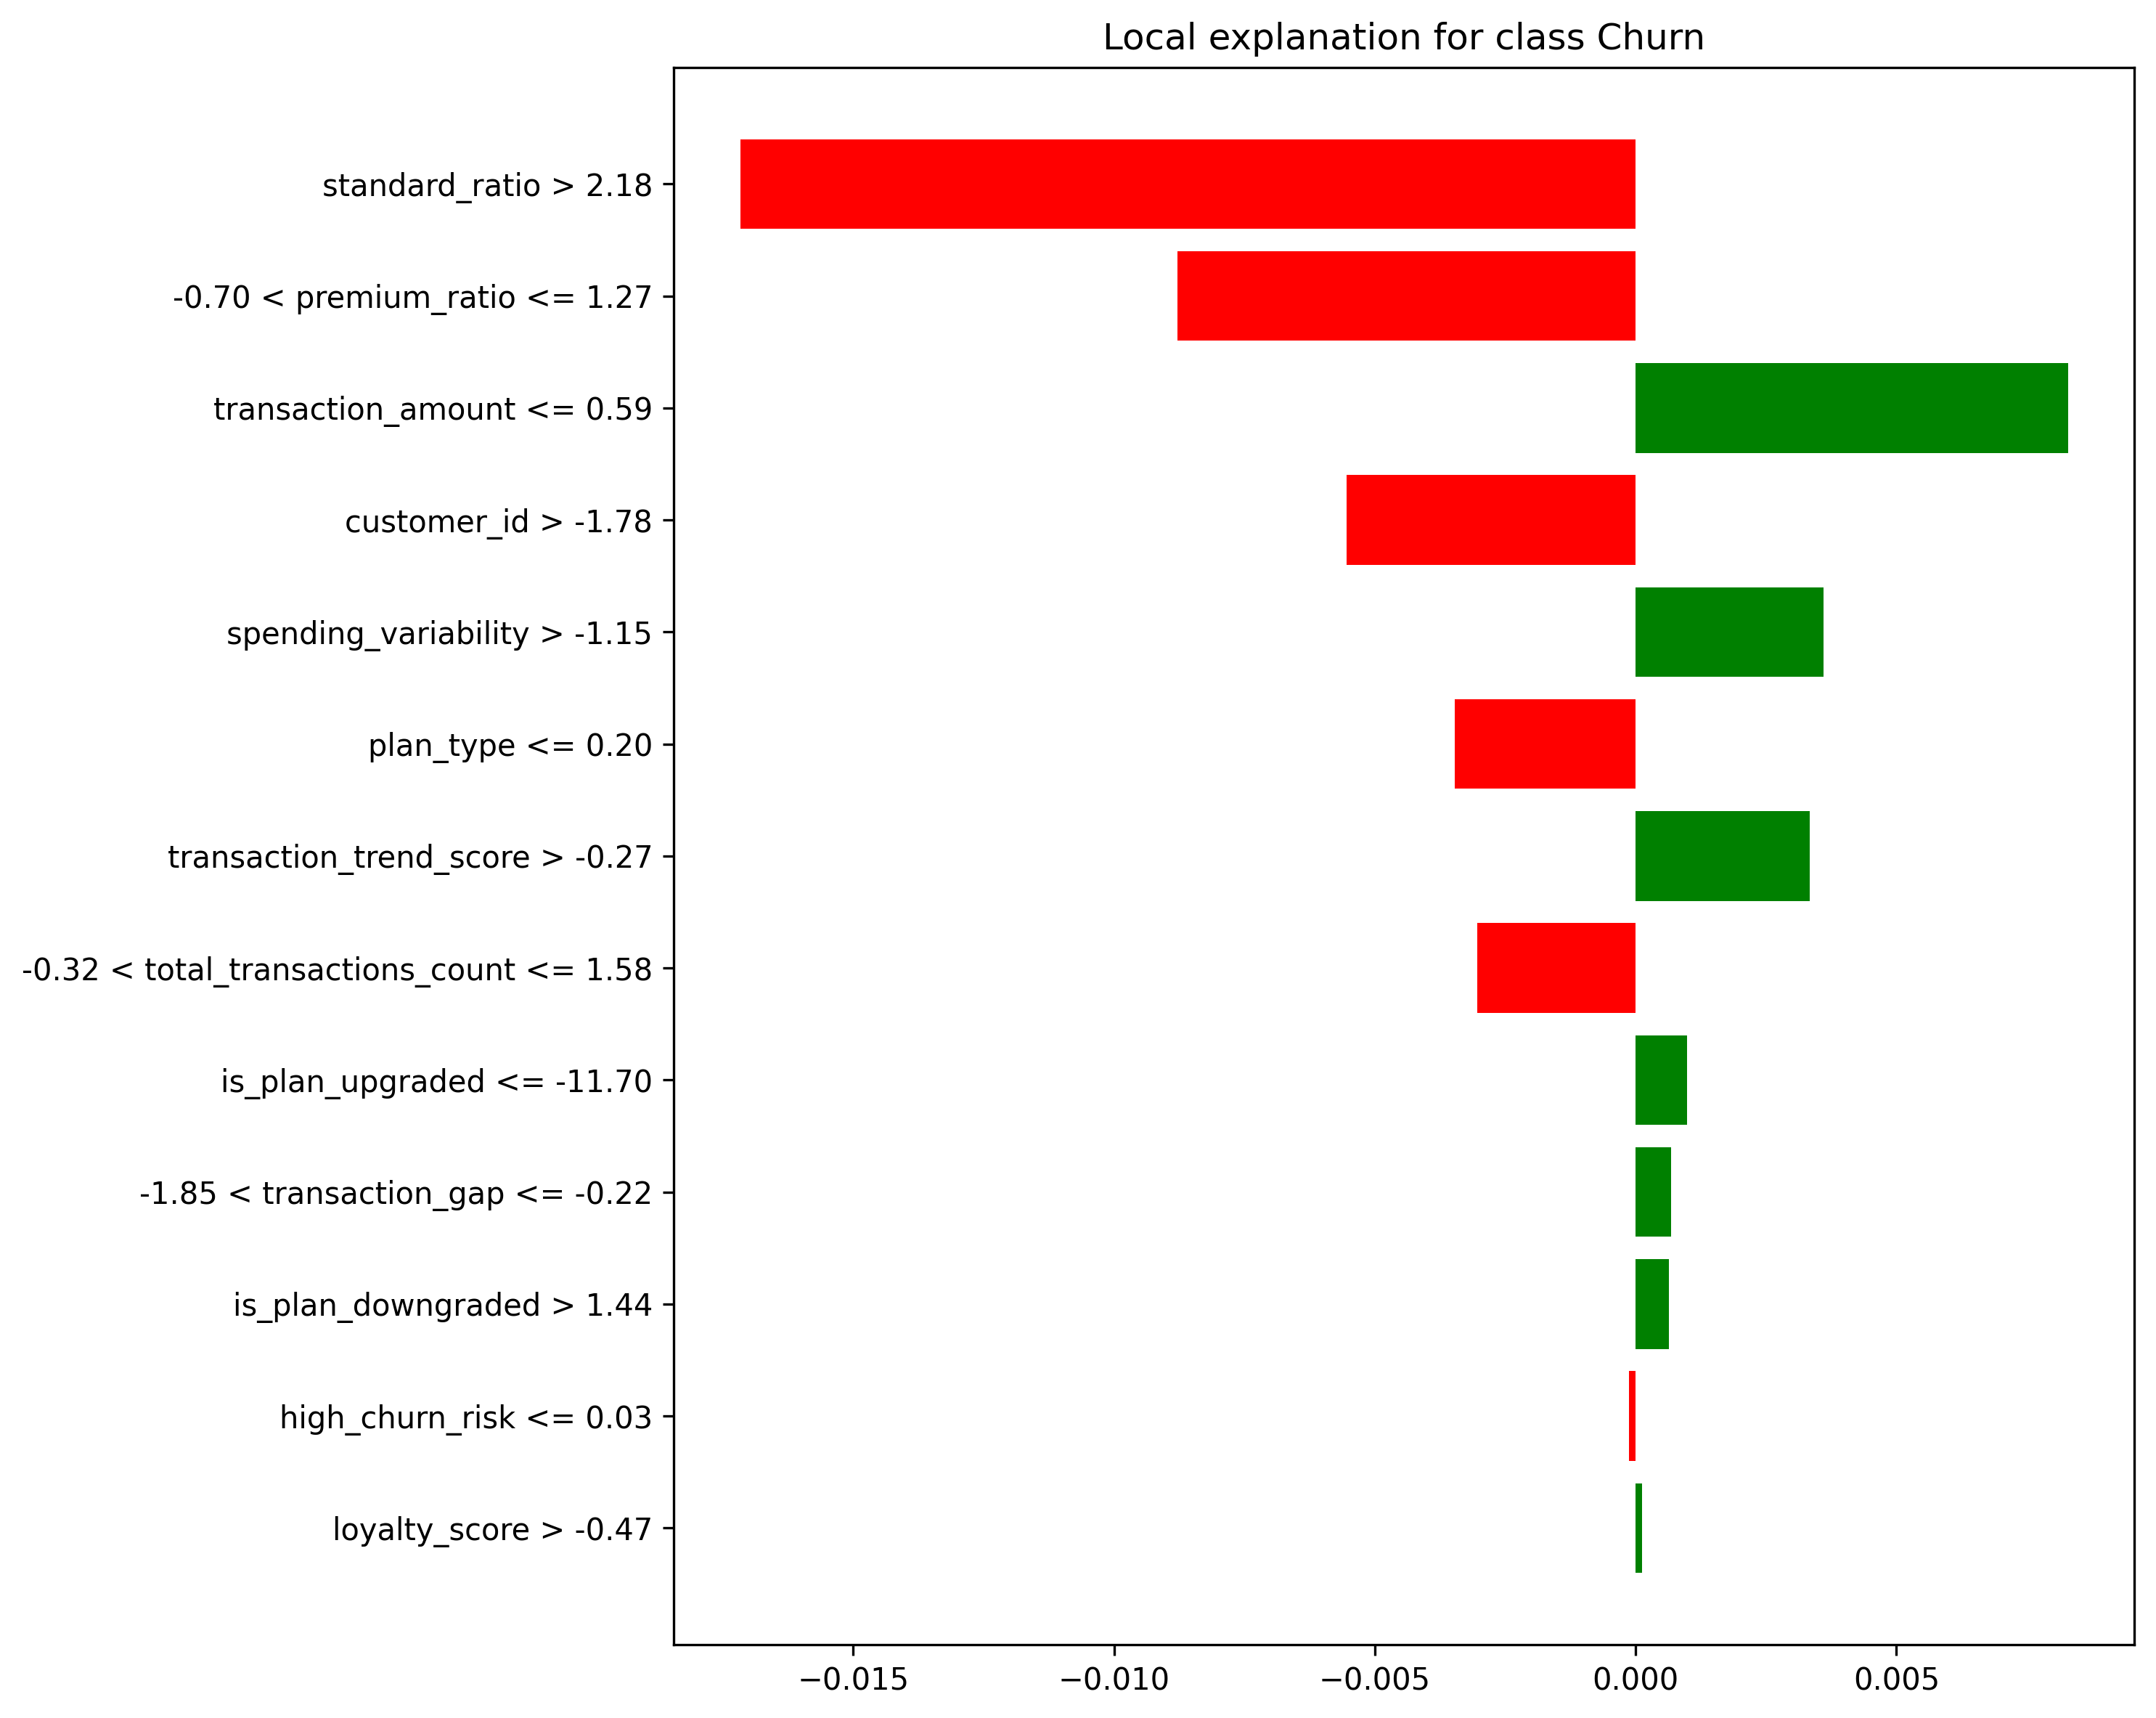 Local explanation for class Churn
standard_ratio > 2.18
-0.70 < premium_ratio <= 1.27
transaction_amount <= 0.59
customer_id > -1.78
spending_variability > -1.15
plan_type <= 0.20
transaction_trend_score > -0.27
-0.32 < total_transactions_count <= 1.58
is_plan_upgraded <= -11.70
-1.85 < transaction_gap <= -0.22
is_plan_downgraded > 1.44
high_churn_risk <= 0.03
loyalty_score > -0.47
−0.015 −0.010 −0.005 0.000 0.005